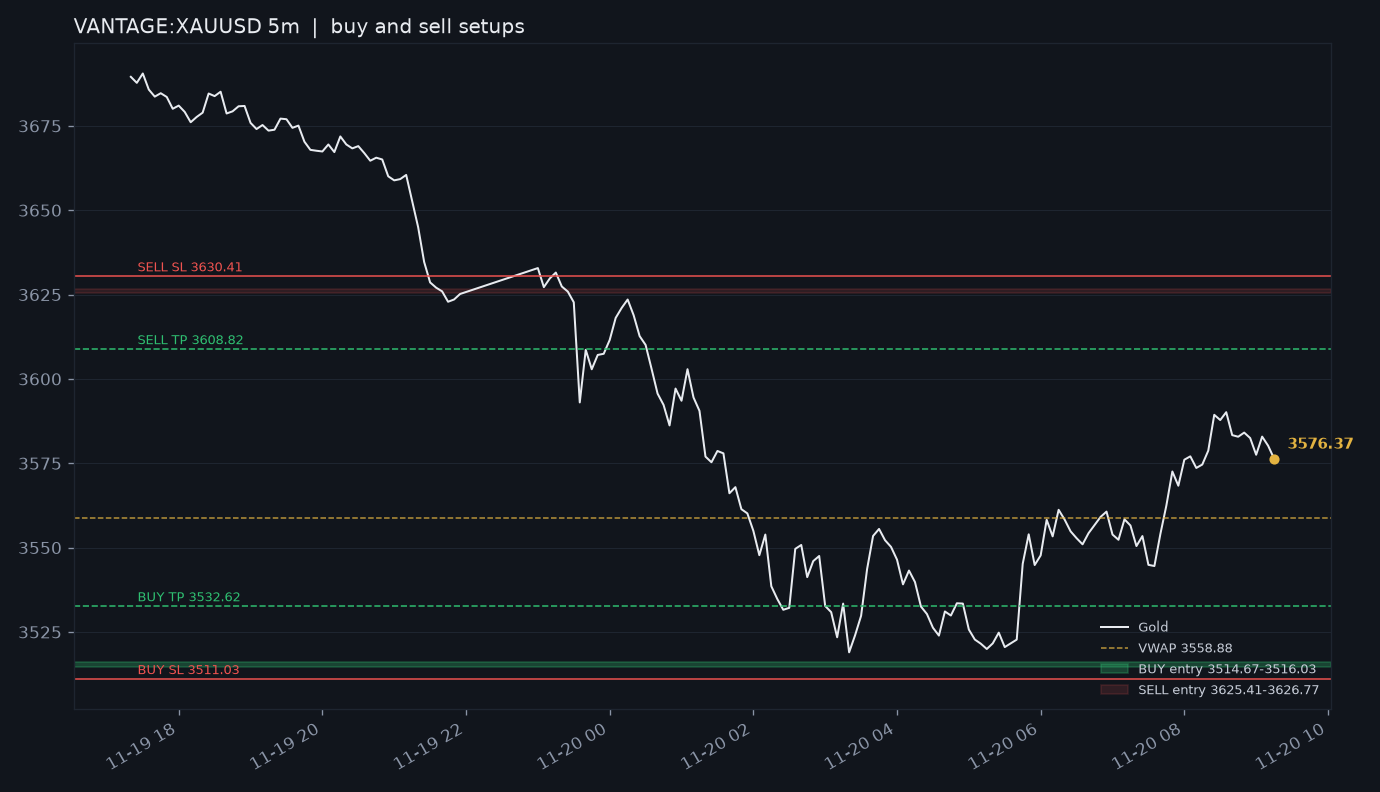 VANTAGE:XAUUSD 5m | buy and sell setups
3675
3650
SELL SL 3630.41
3625
SELL TP 3608.82
3600
3576.37
3575
3550
BUY TP 3532.62
3525
BUY SL 3511.03
Gold
VWAP 3558.88
BUY entry 3514.67-3516.03
SELL entry 3625.41-3626.77
11-19 18
11-19 20
11-19 22
11-20 00
11-20 02
11-20 04
11-20 06
11-20 08
11-20 10